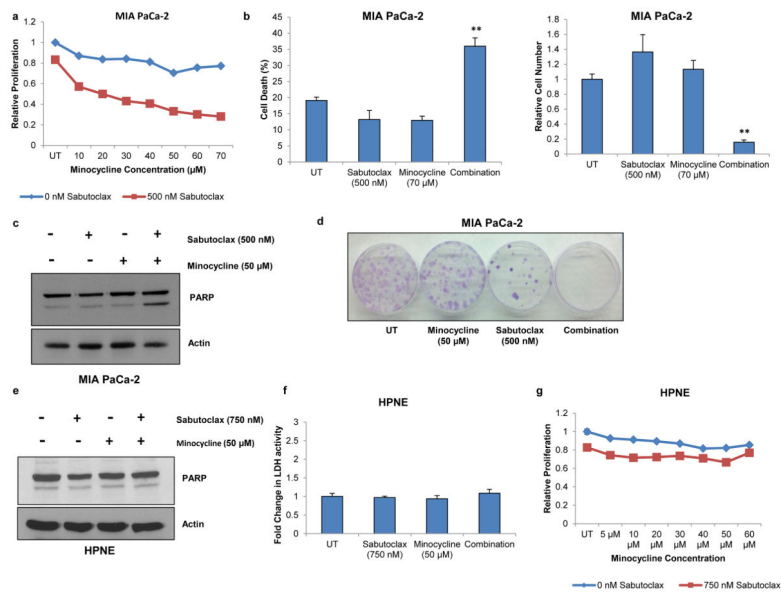 a
MIA PaCa-2
Relative Proliferation
1.2
1
0.8
0.6
0.4
0.2
0
UT 10 20 30 40 50 60 70
Minocycline Concentration (µM)
0 nM Sabutoclax 500 nM Sabutoclax
b
MIA PaCa-2
Cell Death (%)
45
40
35
30
25
20
15
10
5
0
**
UT Sabutoclax Minocycline Combination
(500 nM) (70 µM)
MIA PaCa-2
Relative Cell Number
1.8
1.6
1.4
1.2
1
0.8
0.6
0.4
0.2
0
**
UT Sabutoclax Minocycline Combination
(500 nM) (70 µM)
c
- + - + Sabutoclax (500 nM)
- - + + Minocycline (50 µM)
PARP
Actin
MIA PaCa-2
d
MIA PaCa-2
UT Minocycline Sabutoclax Combination
(50 µM) (500 nM)
e
- + - + Sabutoclax (750 nM)
- - + + Minocycline (50 µM)
PARP
Actin
HPNE
f
HPNE
Fold Change in LDH activity
3
2.5
2
1.5
1
0.5
0
UT Sabutoclax Minocycline Combination
(750 nM) (50 µM)
g
HPNE
Relative Proliferation
1.4
1.2
1
0.8
0.6
0.4
0.2
0
UT 5 µM 10 20 30 40 50 60
µM µM µM µM µM µM
Minocycline Concentration
0 nM Sabutoclax 750 nM Sabutoclax